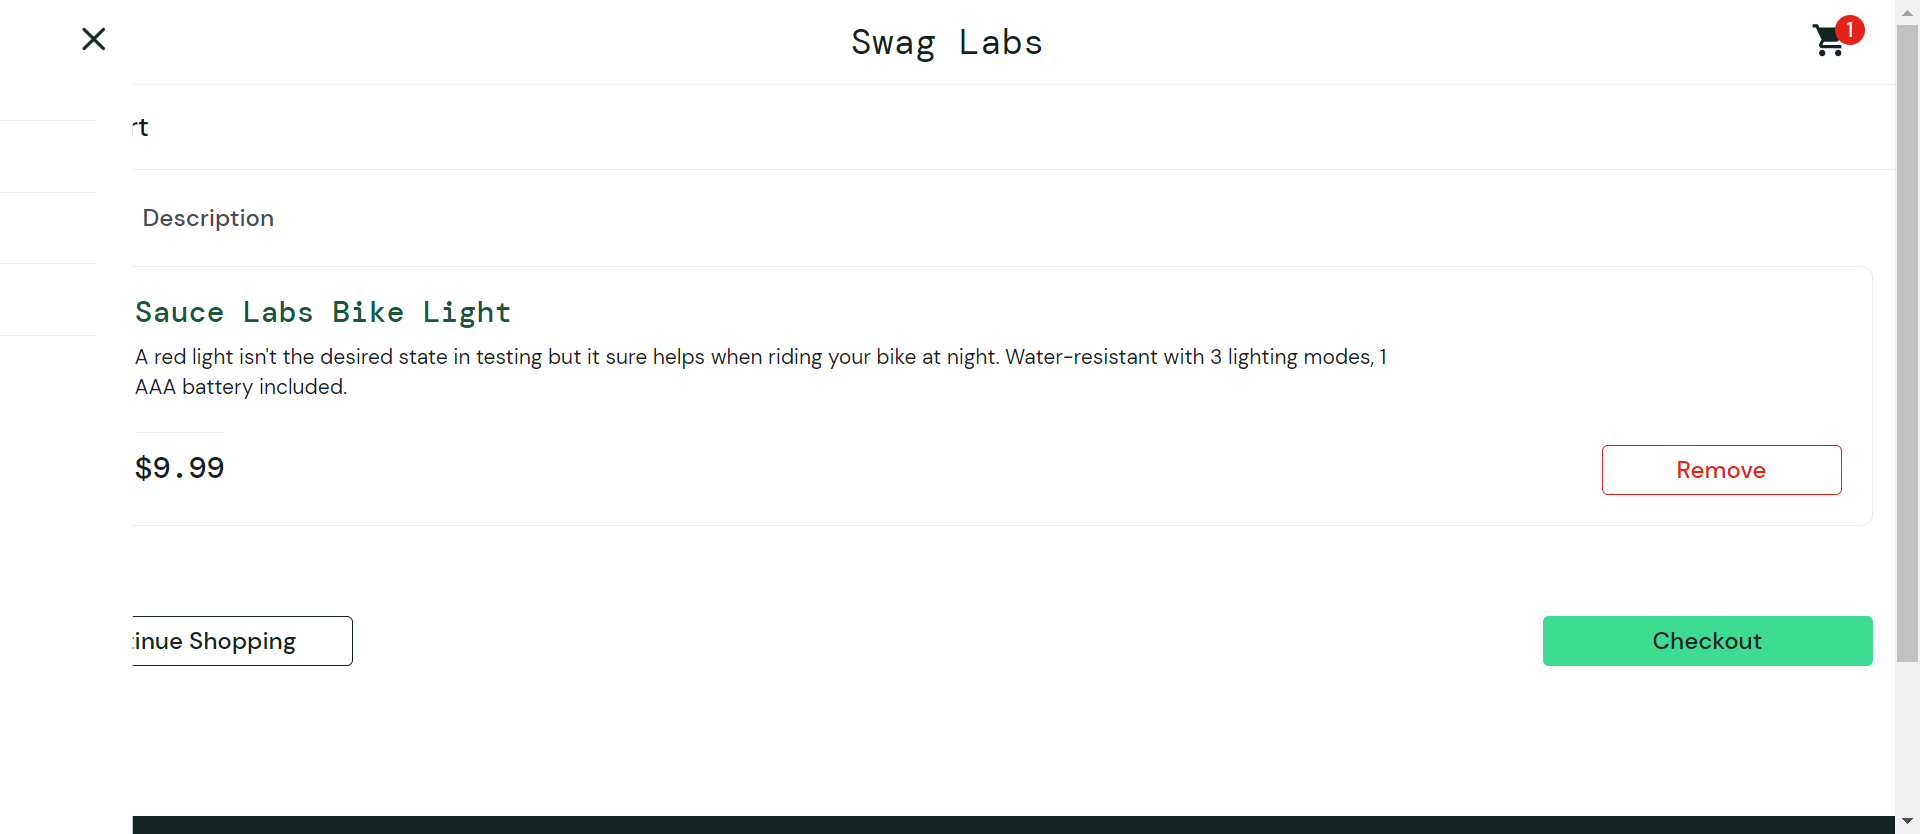 Swag Labs
1
rt
Description
Sauce Labs Bike Light
A red light isn't the desired state in testing but it sure helps when riding your bike at night. Water-resistant with 3 lighting modes, 1
AAA battery included.
$9.99
Remove
tinue Shopping
Checkout